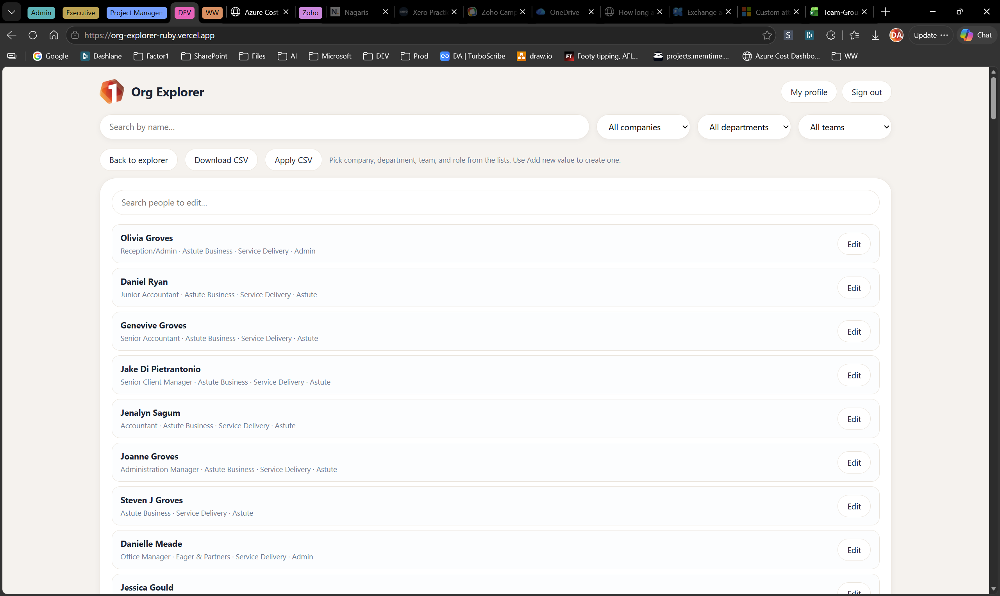 Admin
Executive
Project Managem
DEV
WW
Azure Cost
Zoho
N. Nagaris
xero Xero Practi
Zoho Camp
OneDrive
How long a
Exchange a
Custom att
Team-Grou
https://org-explorer-ruby.vercel.app
S
DA
Update
Chat
Google
Dashlane
Factor1
SharePoint
Files
AI
Microsoft
DEV
Prod
DA | TurboScribe
draw.io
FT Footy tipping, AFL...
projects.memtime....
Azure Cost Dashbo...
WW
1 Org Explorer
My profile
Sign out
Search by name...
All companies
All departments
All teams
Back to explorer
Download CSV
Apply CSV
Pick company, department, team, and role from the lists. Use Add new value to create one.
Search people to edit...
Olivia Groves
Reception/Admin · Astute Business · Service Delivery · Admin
Edit
Daniel Ryan
Junior Accountant · Astute Business · Service Delivery · Astute
Edit
Genevive Groves
Senior Accountant · Astute Business · Service Delivery · Astute
Edit
Jake Di Pietrantonio
Senior Client Manager · Astute Business · Service Delivery · Astute
Edit
Jenalyn Sagum
Accountant · Astute Business · Service Delivery · Astute
Edit
Joanne Groves
Administration Manager · Astute Business · Service Delivery · Astute
Edit
Steven J Groves
Astute Business · Service Delivery · Astute
Edit
Danielle Meade
Office Manager · Eager & Partners · Service Delivery · Admin
Edit
Jessica Gould
Edit